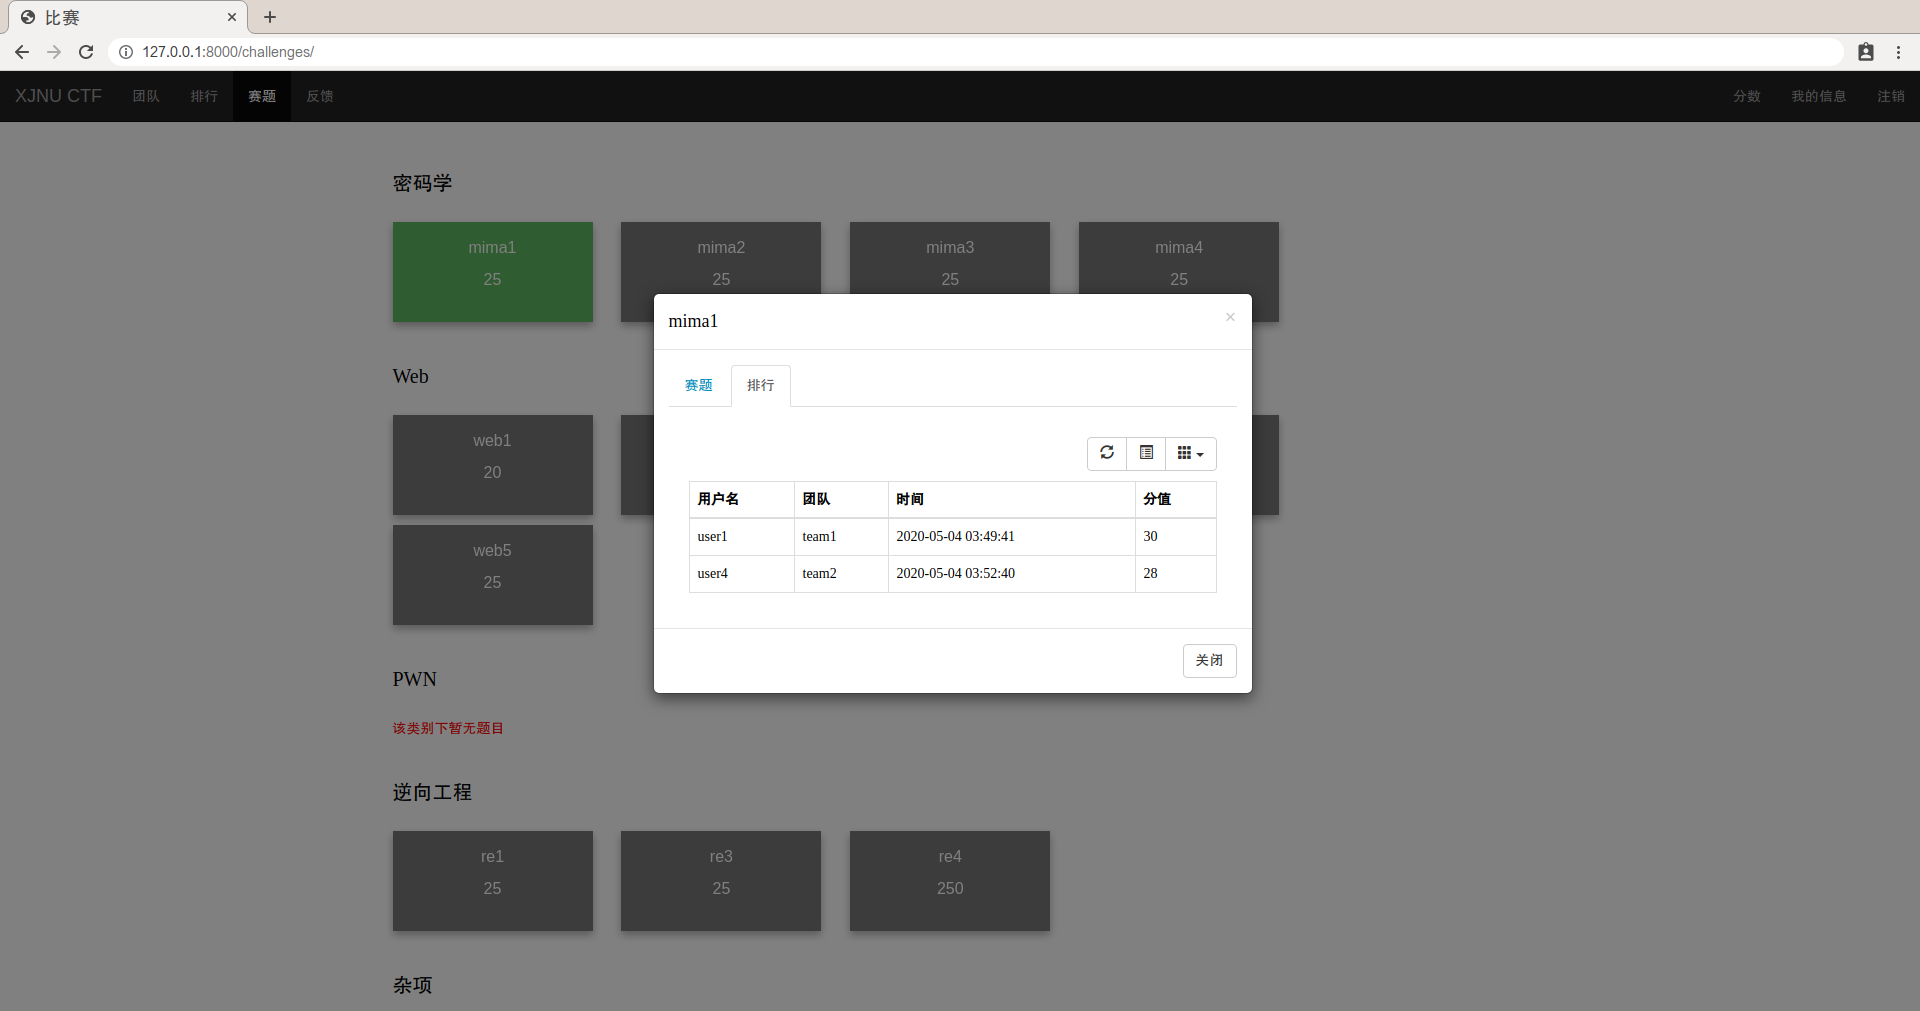 比赛
127.0.0.1:8000/challenges/
XJNU CTF 团队 排行 赛题 反馈 分数 我的信息 注销
密码学
mima1 mima2 mima3 mima4
25 25 25 25
mima1 ×
赛题 排行
用户名 团队 时间 分值
user1 team1 2020-05-04 03:49:41 30
user4 team2 2020-05-04 03:52:40 28
关闭
Web
web1
20
web5
25
PWN
该类别下暂无题目
逆向工程
re1 re3 re4
25 25 250
杂项